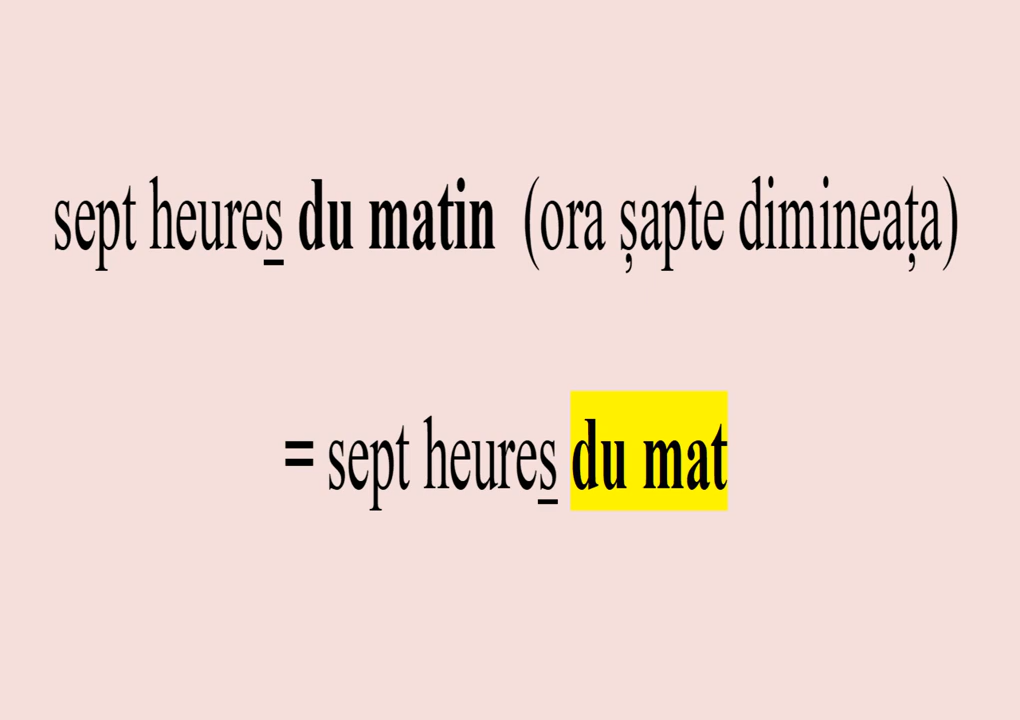 sept heures du matin (ora șapte dimineața)
= sept heures du mat